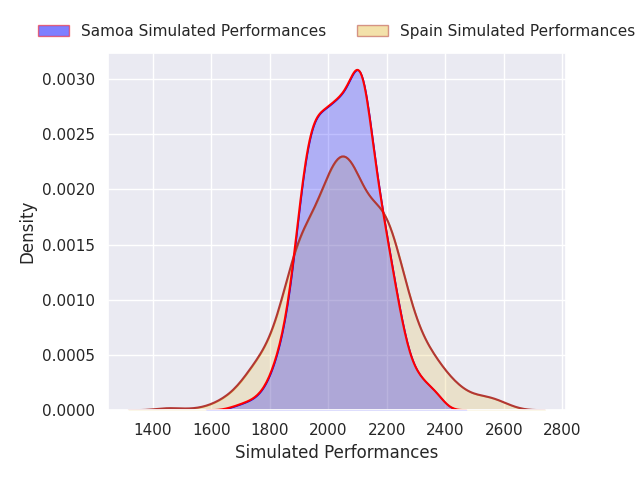 Samoa Simulated Performances Spain Simulated Performances
0.0030
0.0025
0.0020
0.0015
0.0010
0.0005
0.0000
Density
1400 1600 1800 2000 2200 2400 2600 2800
Simulated Performances